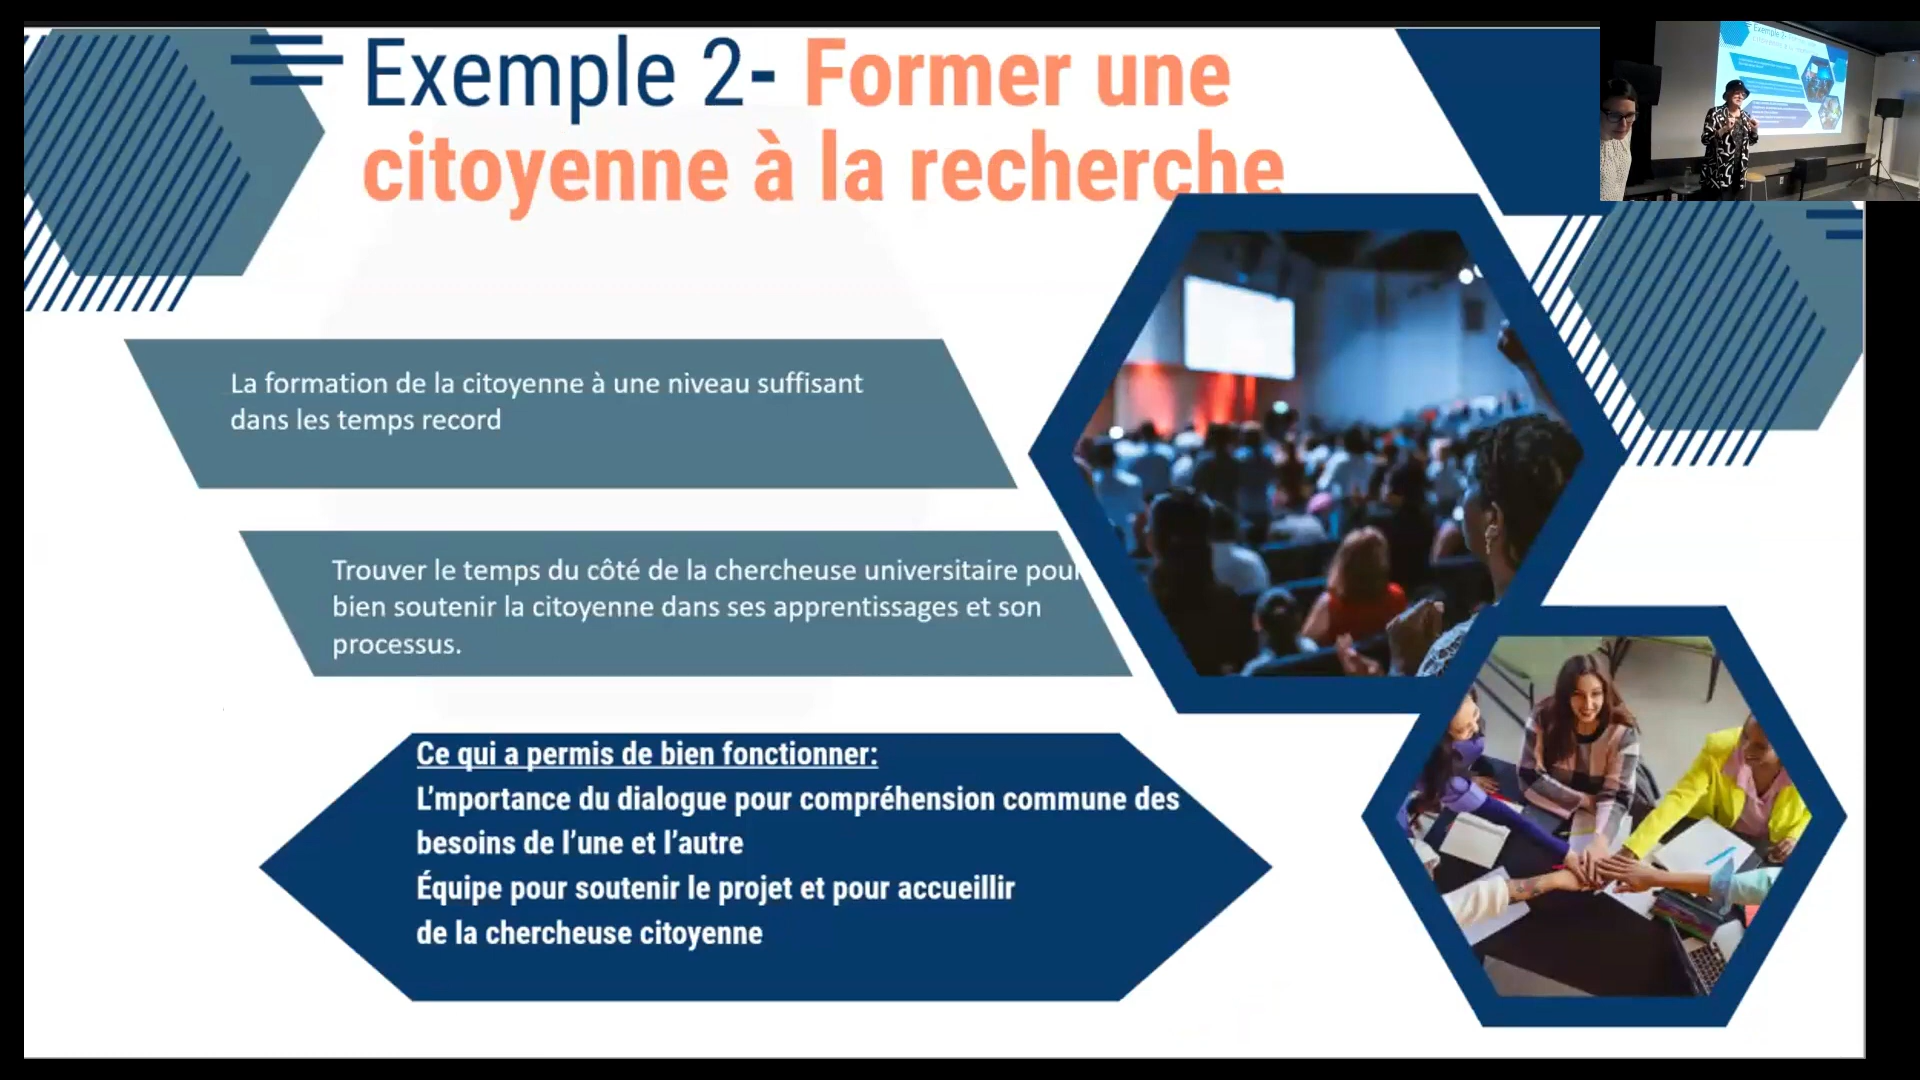 Exemple 2- Former une
citoyenne à la recherche
La formation de la citoyenne à une niveau suffisant
dans les temps record
Trouver le temps du côté de la chercheuse universitaire pour
bien soutenir la citoyenne dans ses apprentissages et son
processus.
Ce qui a permis de bien fonctionner:
L’mportance du dialogue pour compréhension commune des
besoins de l’une et l’autre
Équipe pour soutenir le projet et pour accueillir
de la chercheuse citoyenne
Exemple 2-